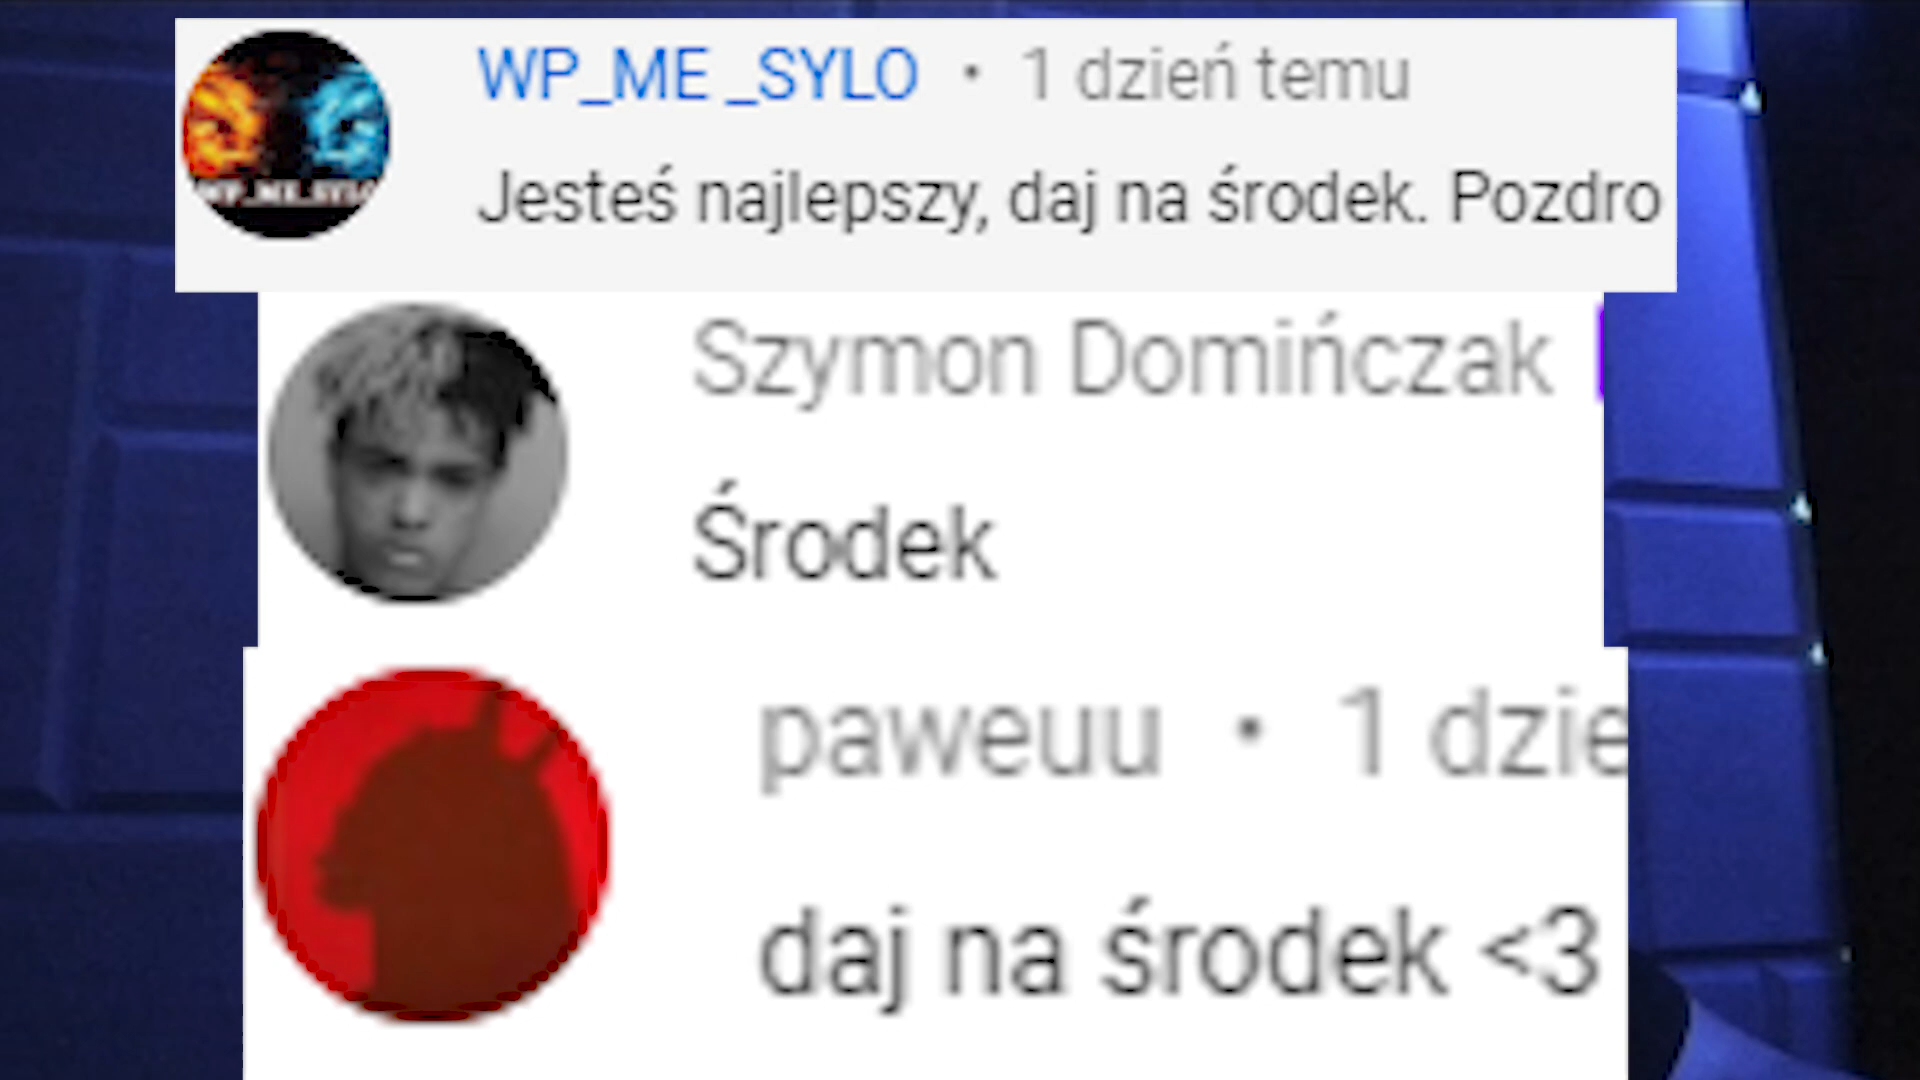 WP_ME _SYLO • 1 dzień temu
WP_ME_SYLO
Jesteś najlepszy, daj na środek. Pozdro
Szymon Domińczak
Środek
paweuu • 1 dzie
daj na środek <3